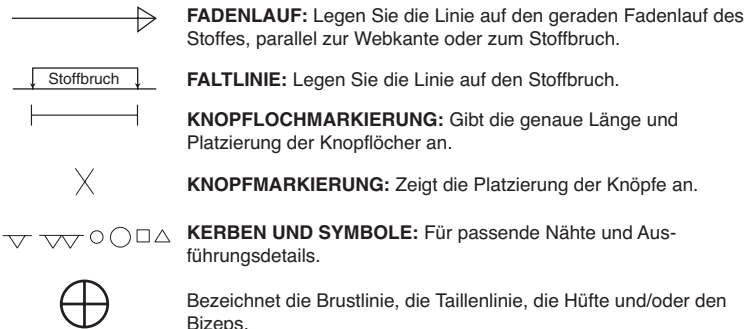 FADENLAUF: Legen Sie die Linie auf den geraden Fadenlauf des
Stoffes, parallel zur Webkante oder zum Stoffbruch.
Stoffbruch
FALTLINIE: Legen Sie die Linie auf den Stoffbruch.
KNOPFLOCHMARKIERUNG: Gibt die genaue Länge und
Platzierung der Knopflöcher an.
KNOPFMARKIERUNG: Zeigt die Platzierung der Knöpfe an.
KERBEN UND SYMBOLE: Für passende Nähte und Aus-
führungsdetails.
Bezeichnet die Brustlinie, die Taillenlinie, die Hüfte und/oder den
Bizeps.